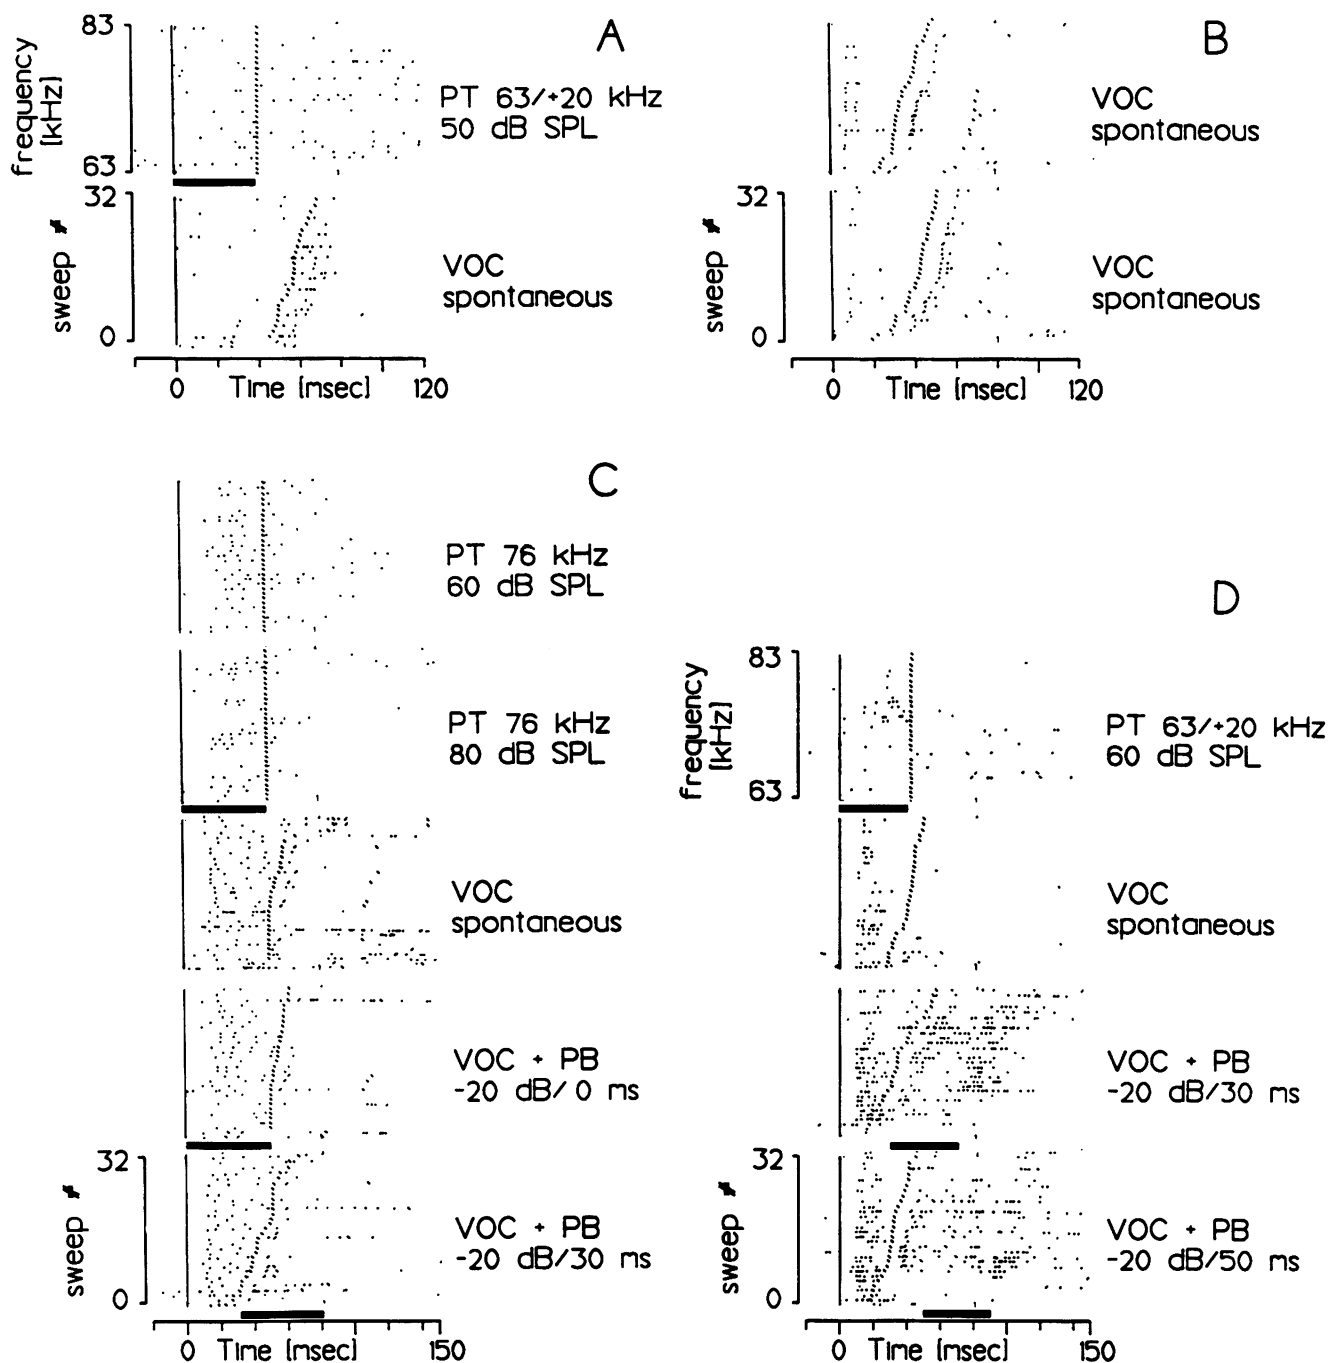 A
83
frequency
[kHz]
63
PT 63/+20 kHz
50 dB SPL
32
sweep #
0
VOC
spontaneous
0 Time [msec] 120
B
VOC
spontaneous
32
sweep #
0
VOC
spontaneous
0 Time [msec] 120
C
PT 76 kHz
60 dB SPL
PT 76 kHz
80 dB SPL
VOC
spontaneous
VOC + PB
-20 dB/ 0 ms
32
sweep #
0
VOC + PB
-20 dB/30 ms
0 Time [msec] 150
D
83
frequency
[kHz]
63
PT 63/+20 kHz
60 dB SPL
VOC
spontaneous
VOC + PB
-20 dB/30 ms
32
sweep #
0
VOC + PB
-20 dB/50 ms
0 Time [msec] 150